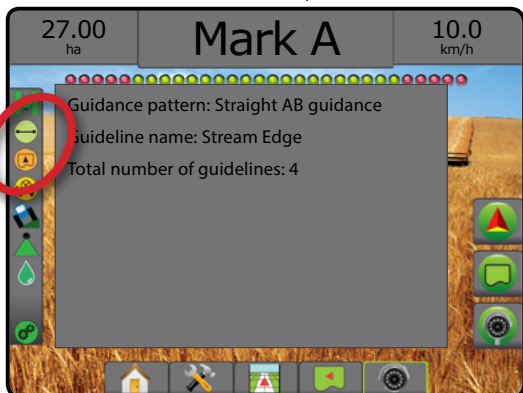 27.00
ha
Mark A
10.0
km/h
Guidance pattern: Straight AB guidance
Guideline name: Stream Edge
Total number of guidelines: 4